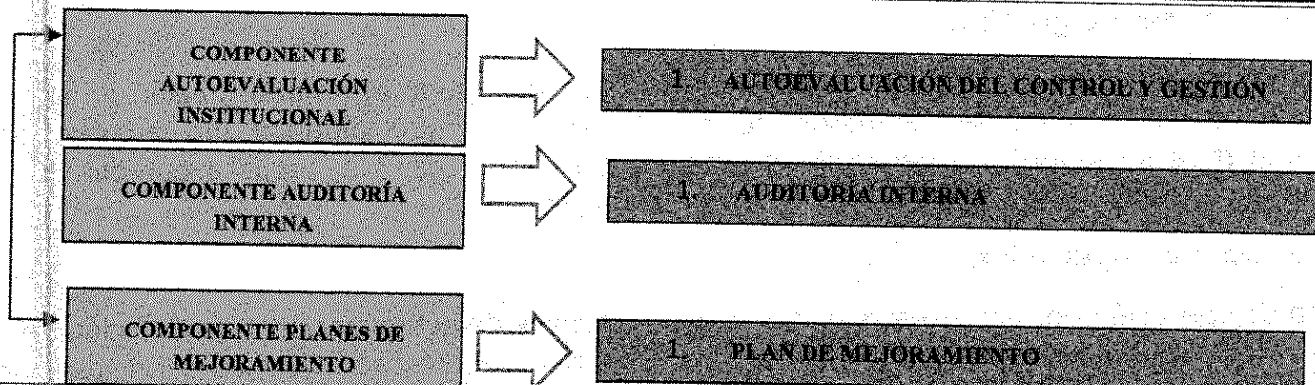 COMPONENTE
AUTOEVALUACIÓN
INSTITUCIONAL
1. AUTOEVALUACIÓN DEL CONTROL Y GESTIÓN
COMPONENTE AUDITORÍA
INTERNA
1. AUDITORÍA INTERNA
COMPONENTE PLANES DE
MEJORAMIENTO
1. PLAN DE MEJORAMIENTO